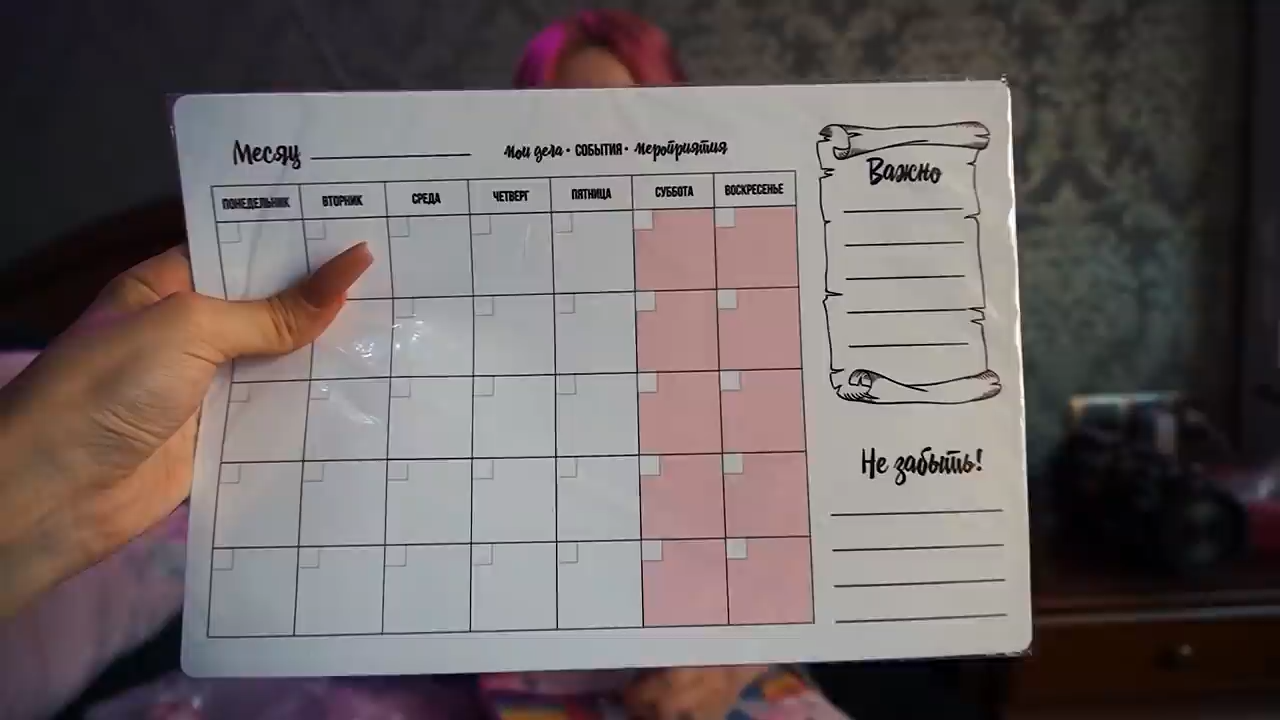 Месяц
Мои дела • СОБЫТИЯ • Мероприятия
ПОНЕДЕЛЬНИК ВТОРНИК СРЕДА ЧЕТВЕРГ ПЯТНИЦА СУББОТА ВОСКРЕСЕНЬЕ
Важно
Не забыть!